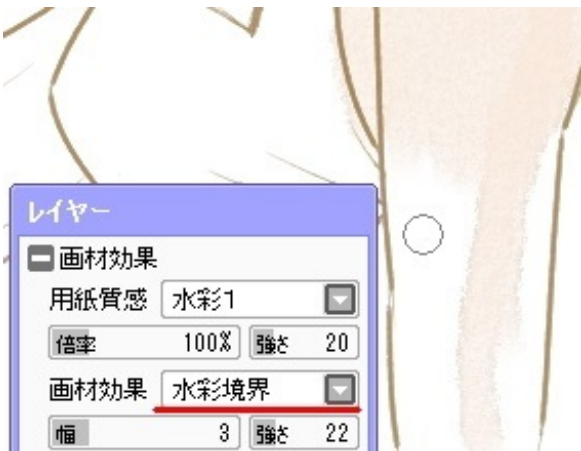 レイヤー
画材効果
用紙質感 水彩1
倍率 100% 強さ 20
画材効果 水彩境界
幅 3 強さ 22